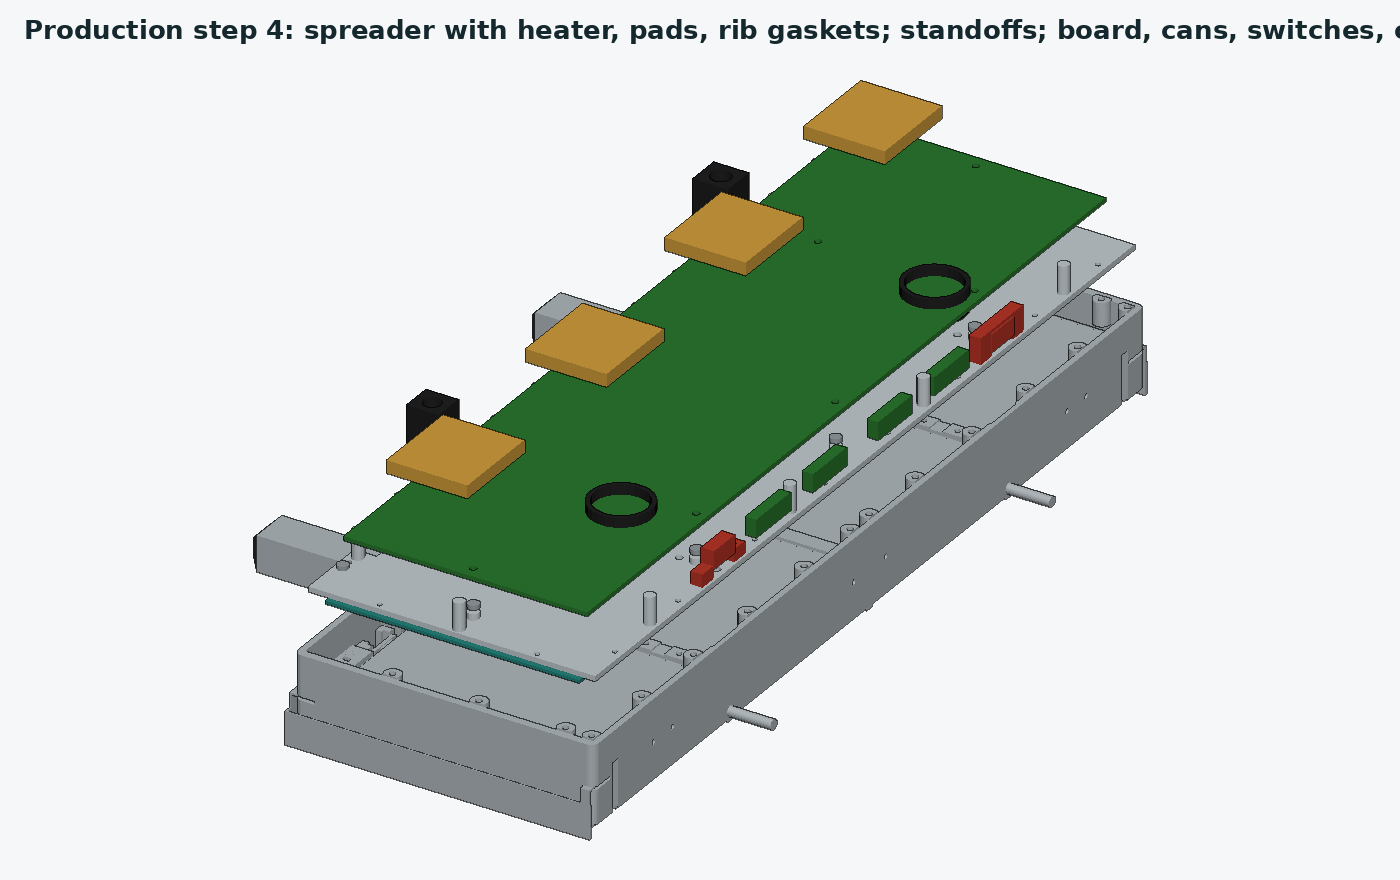 Production step 4: spreader with heater, pads, rib gaskets; standoffs; board, cans, switches,